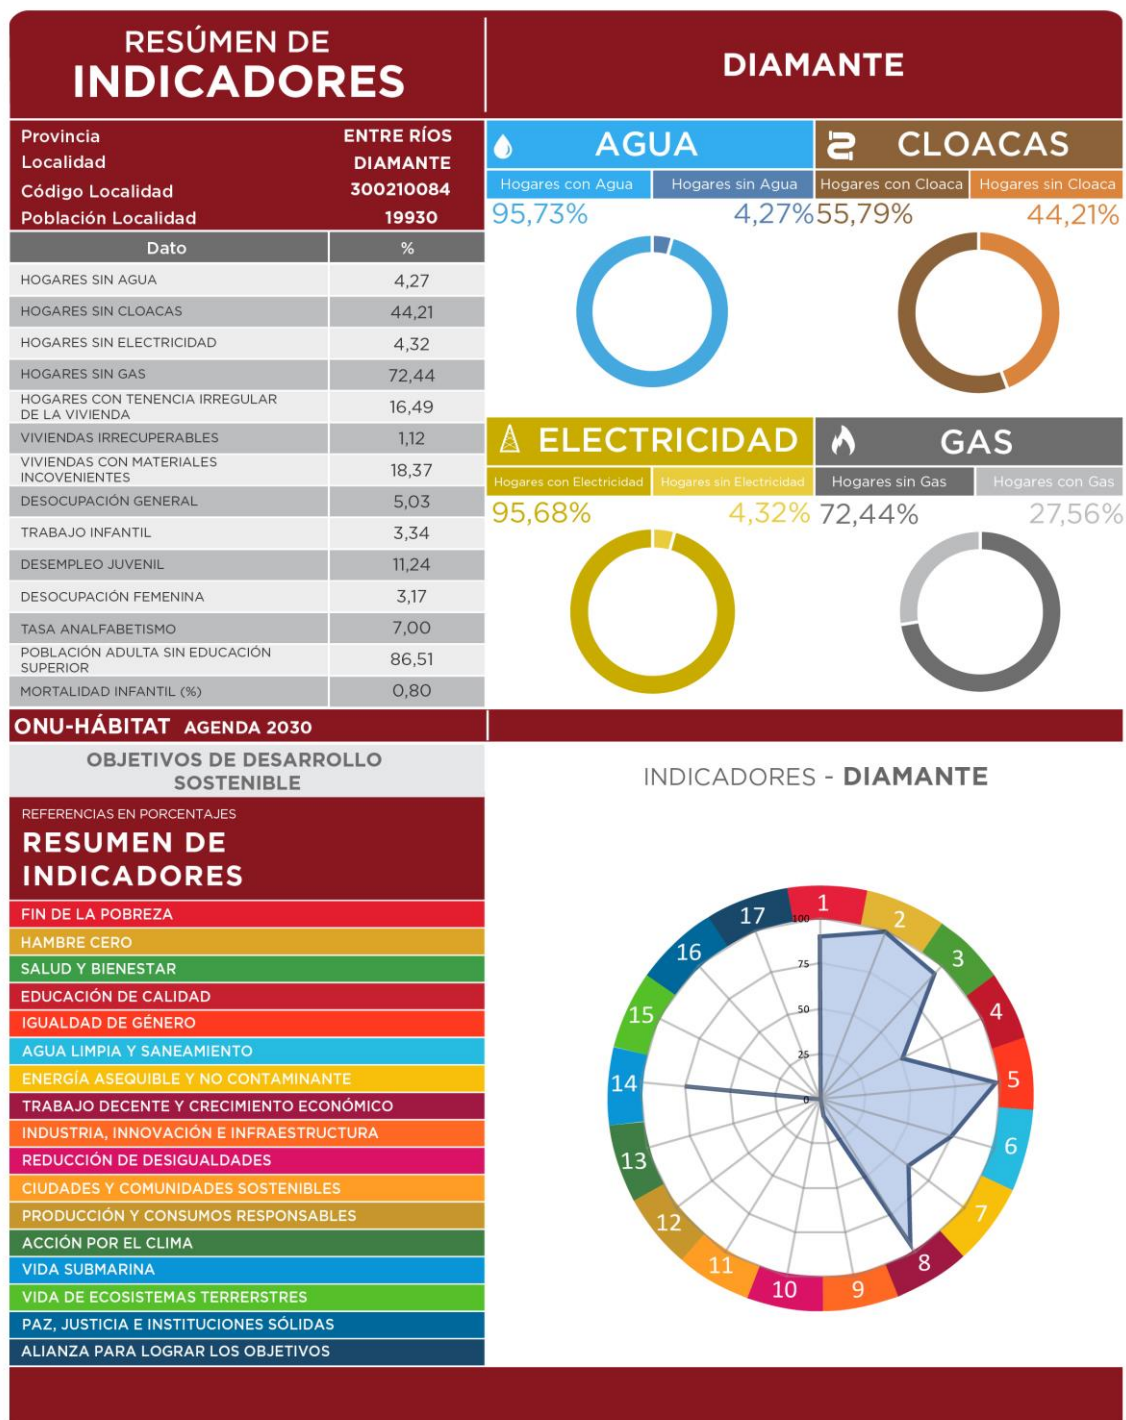 RESÚMEN DE
INDICADORES
DIAMANTE
Provincia ENTRE RÍOS
Localidad DIAMANTE
Código Localidad 300210084
Población Localidad 19930
Dato %
HOGARES SIN AGUA 4,27
HOGARES SIN CLOACAS 44,21
HOGARES SIN ELECTRICIDAD 4,32
HOGARES SIN GAS 72,44
HOGARES CON TENENCIA IRREGULAR
DE LA VIVIENDA 16,49
VIVIENDAS IRRECUPERABLES 1,12
VIVIENDAS CON MATERIALES
INCOVENIENTES 18,37
DESOCUPACIÓN GENERAL 5,03
TRABAJO INFANTIL 3,34
DESEMPLEO JUVENIL 11,24
DESOCUPACIÓN FEMENINA 3,17
TASA ANALFABETISMO 7,00
POBLACIÓN ADULTA SIN EDUCACIÓN
SUPERIOR 86,51
MORTALIDAD INFANTIL (%) 0,80
AGUA
Hogares con Agua Hogares sin Agua
95,73% 4,27%
CLOACAS
Hogares con Cloaca Hogares sin Cloaca
55,79% 44,21%
ELECTRICIDAD
Hogares con Electricidad Hogares sin Electricidad
95,68% 4,32%
GAS
Hogares sin Gas Hogares con Gas
72,44% 27,56%
ONU-HÁBITAT AGENDA 2030
OBJETIVOS DE DESARROLLO
SOSTENIBLE
REFERENCIAS EN PORCENTAJES
RESUMEN DE
INDICADORES
FIN DE LA POBREZA
HAMBRE CERO
SALUD Y BIENESTAR
EDUCACIÓN DE CALIDAD
IGUALDAD DE GÉNERO
AGUA LIMPIA Y SANEAMIENTO
ENERGÍA ASEQUIBLE Y NO CONTAMINANTE
TRABAJO DECENTE Y CRECIMIENTO ECONÓMICO
INDUSTRIA, INNOVACIÓN E INFRAESTRUCTURA
REDUCCIÓN DE DESIGUALDADES
CIUDADES Y COMUNIDADES SOSTENIBLES
PRODUCCIÓN Y CONSUMOS RESPONSABLES
ACCIÓN POR EL CLIMA
VIDA SUBMARINA
VIDA DE ECOSISTEMAS TERRERSTRES
PAZ, JUSTICIA E INSTITUCIONES SÓLIDAS
ALIANZA PARA LOGRAR LOS OBJETIVOS
INDICADORES - DIAMANTE
1
2
3
4
5
6
7
8
9
10
11
12
13
14
15
16
17
100
75
50
25
0